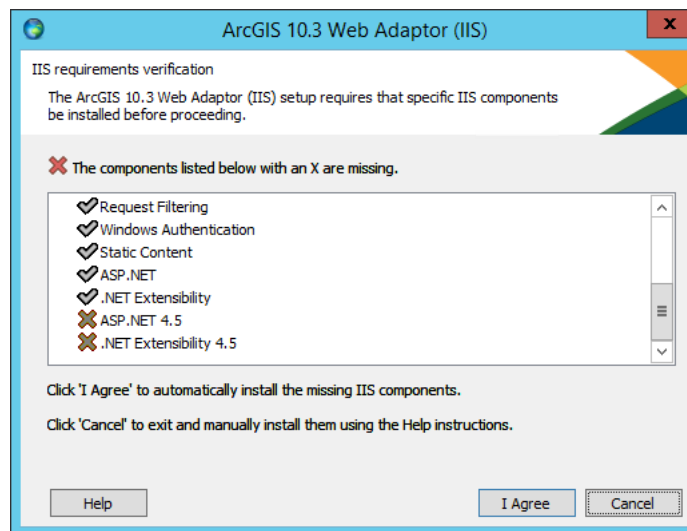 ArcGIS 10.3 Web Adaptor (IIS)
x
IIS requirements verification
The ArcGIS 10.3 Web Adaptor (IIS) setup requires that specific IIS components
be installed before proceeding.
The components listed below with an X are missing.
Request Filtering
Windows Authentication
Static Content
ASP.NET
.NET Extensibility
ASP.NET 4.5
.NET Extensibility 4.5
Click 'I Agree' to automatically install the missing IIS components.
Click 'Cancel' to exit and manually install them using the Help instructions.
Help I Agree Cancel